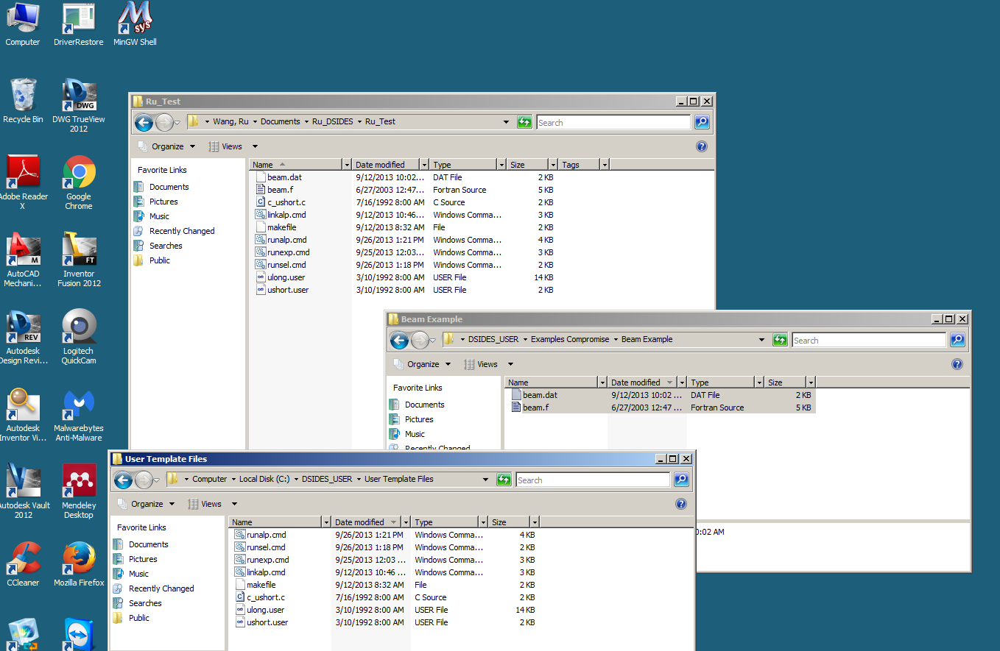 Computer
DriverRestore
MinGW Shell
M
sys
Recycle Bin
DWG
DWG TrueView
2012
Adobe Reader
X
Google
Chrome
M
AutoCAD
Mechani...
FT
Inventor
Fusion 2012
REV
Autodesk
Design Revi...
Logitech
QuickCam
Autodesk
Inventor Vi...
Malwarebytes
Anti-Malware
Autodesk Vault
2012
Mendeley
Desktop
CCleaner
Mozilla Firefox
Ru_Test
Wang, Ru Documents Ru_DSIDES Ru_Test Search
Organize Views
Favorite Links
Documents
Pictures
Music
Recently Changed
Searches
Public
Name Date modified Type Size Tags
beam.dat 9/12/2013 10:02... DAT File 2 KB
beam.f 6/27/2003 12:47... Fortran Source 5 KB
c_ushort.c 7/16/1992 8:00 AM C Source 2 KB
linkalp.cmd 9/12/2013 10:46... Windows Comma... 3 KB
makefile 9/12/2013 8:32 AM File 2 KB
runalp.cmd 9/26/2013 1:21 PM Windows Comma... 4 KB
runexp.cmd 9/25/2013 12:03... Windows Comma... 3 KB
runsel.cmd 9/26/2013 1:18 PM Windows Comma... 2 KB
ulong.user 3/10/1992 8:00 AM USER File 14 KB
ushort.user 3/10/1992 8:00 AM USER File 2 KB
Beam Example
DSIDES_USER Examples Compromise Beam Example Search
Organize Views
Favorite Links
Documents
Pictures
Music
Recently Changed
Name Date modified Type Size
beam.dat 9/12/2013 10:02 ... DAT File 2 KB
beam.f 6/27/2003 12:47 ... Fortran Source 5 KB
0:02 AM
User Template Files
Computer Local Disk (C:) DSIDES_USER User Template Files Search
Organize Views
Favorite Links
Documents
Pictures
Music
Recently Changed
Searches
Public
Name Date modified Type Size
runalp.cmd 9/26/2013 1:21 PM Windows Comma... 4 KB
runsel.cmd 9/26/2013 1:18 PM Windows Comma... 2 KB
runexp.cmd 9/25/2013 12:03 ... Windows Comma... 3 KB
linkalp.cmd 9/12/2013 10:46 ... Windows Comma... 3 KB
makefile 9/12/2013 8:32 AM File 2 KB
c_ushort.c 7/16/1992 8:00 AM C Source 2 KB
ulong.user 3/10/1992 8:00 AM USER File 14 KB
ushort.user 3/10/1992 8:00 AM USER File 2 KB